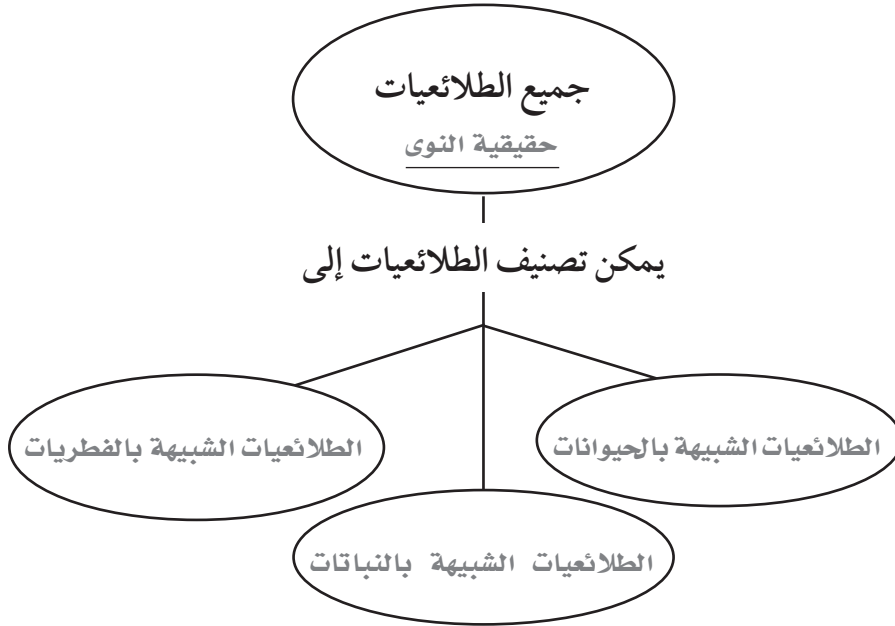 جميع الطلائعيات
حقيقية النوى
يمكن تصنيف الطلائعيات إلى
الطلائعيات الشبيهة بالحيوانات
الطلائعيات الشبيهة بالنباتات
الطلائعيات الشبيهة بالفطريات